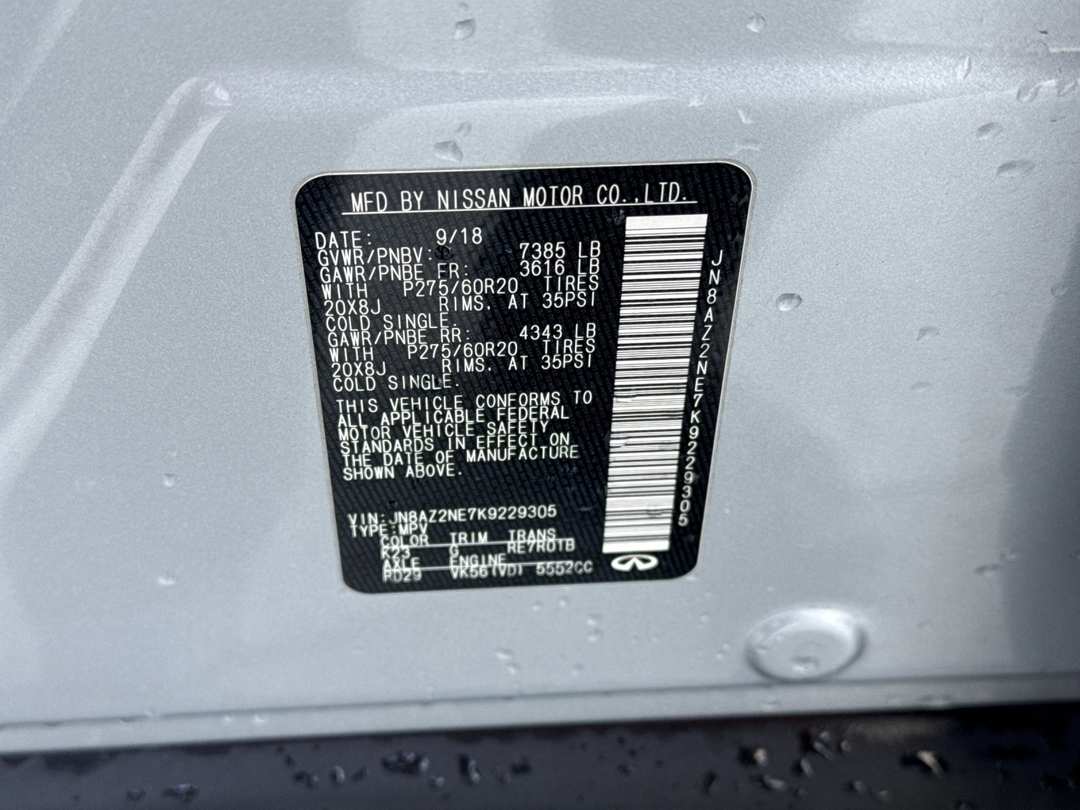 MFD BY NISSAN MOTOR CO.,LTD.
DATE: 9/18
GVWR/PNBV: 7385 LB
GAWR/PNBE FR: 3616 LB
WITH P275/60R20 TIRES
20X8J RIMS, AT 35PSI
COLD SINGLE.
GAWR/PNBE RR: 4343 LB
WITH P275/60R20 TIRES
20X8J RIMS, AT 35PSI
COLD SINGLE.
THIS VEHICLE CONFORMS TO
ALL APPLICABLE FEDERAL
MOTOR VEHICLE SAFETY
STANDARDS IN EFFECT ON
THE DATE OF MANUFACTURE
SHOWN ABOVE.
VIN:JN8AZ2NE7K9229305
TYPE:MPV
COLOR TRIM TRANS
K23 G RE7R01B
AXLE ENGINE
RD29 VK56(VD) 5552CC
JN8AZ2NE7K9229305